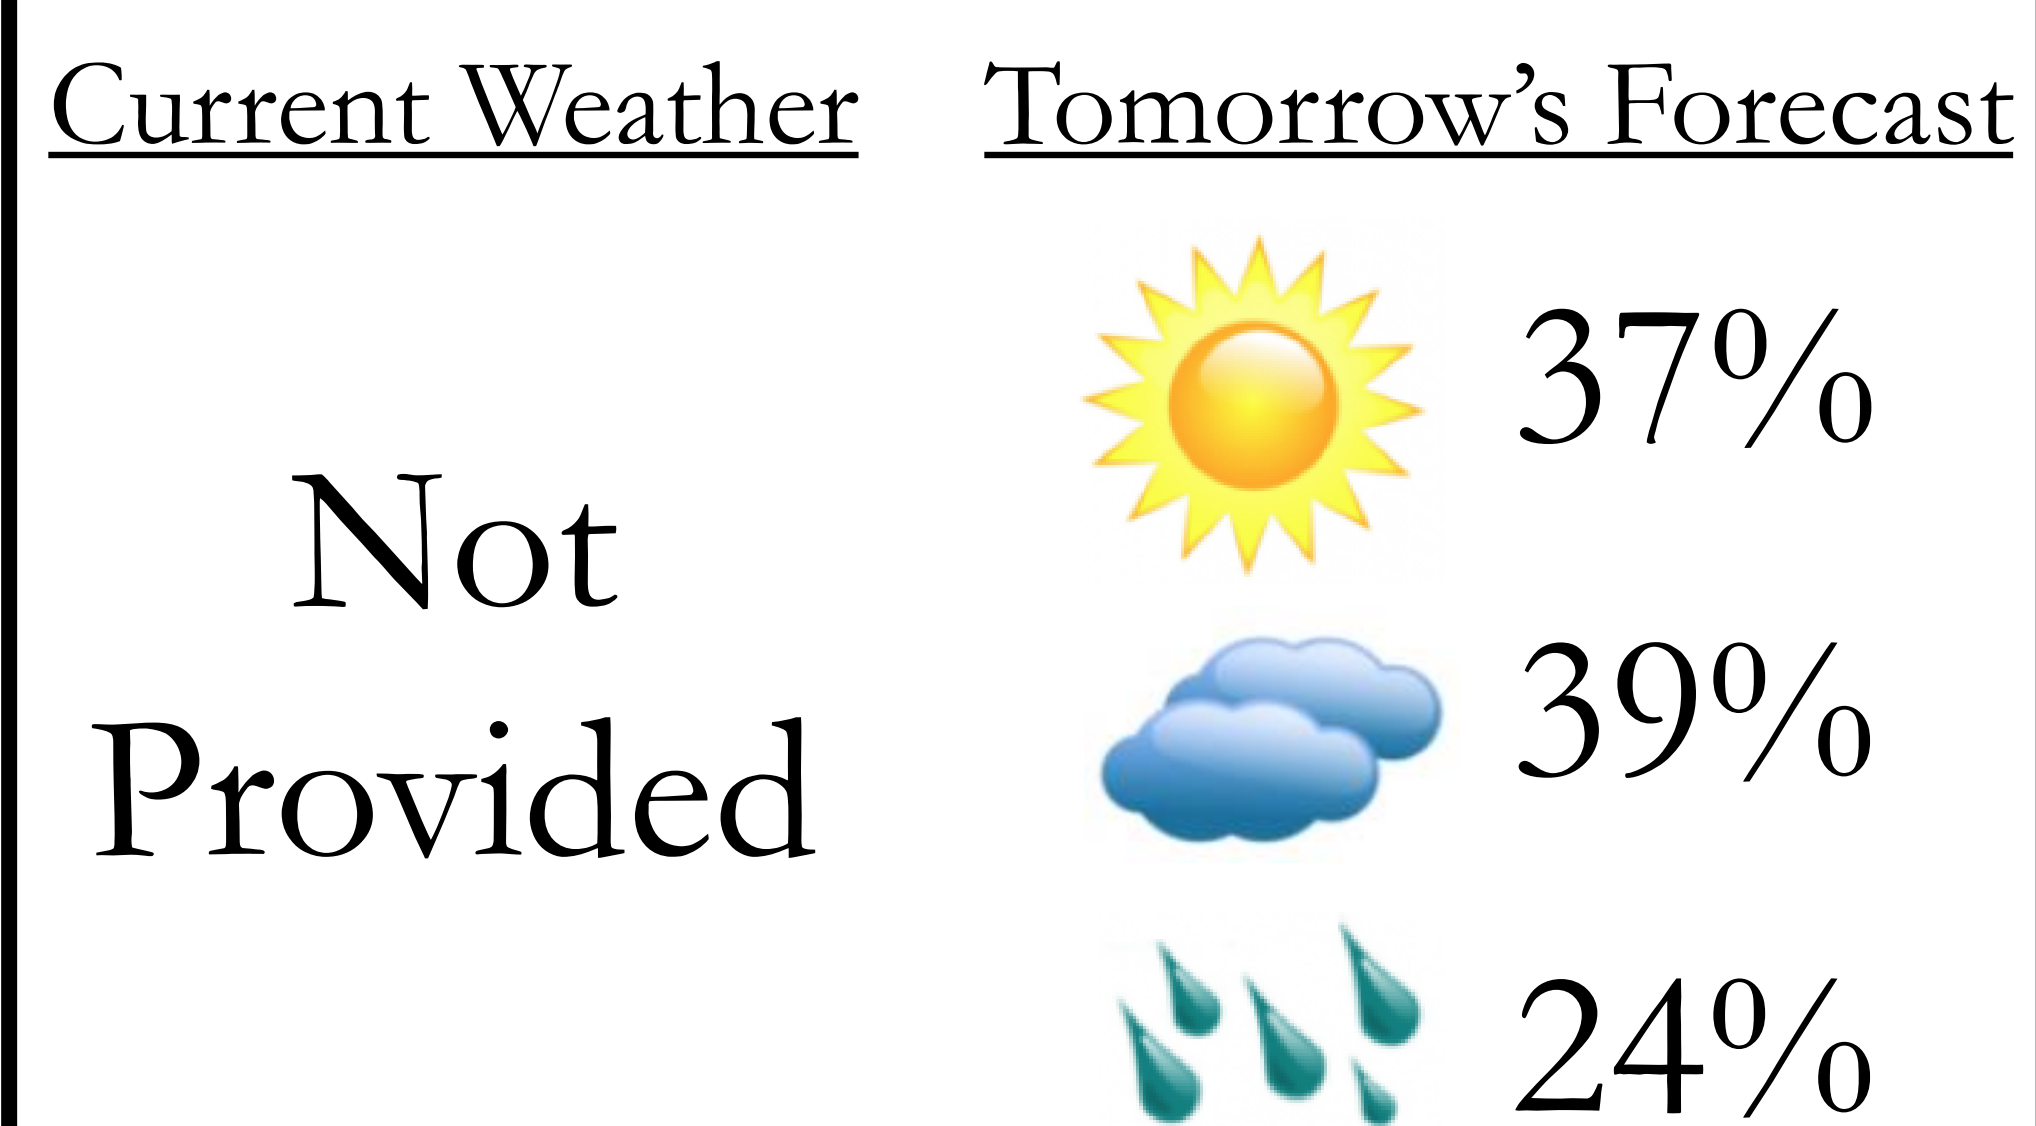 Current Weather
Tomorrow’s Forecast
Not
Provided
37%
39%
24%